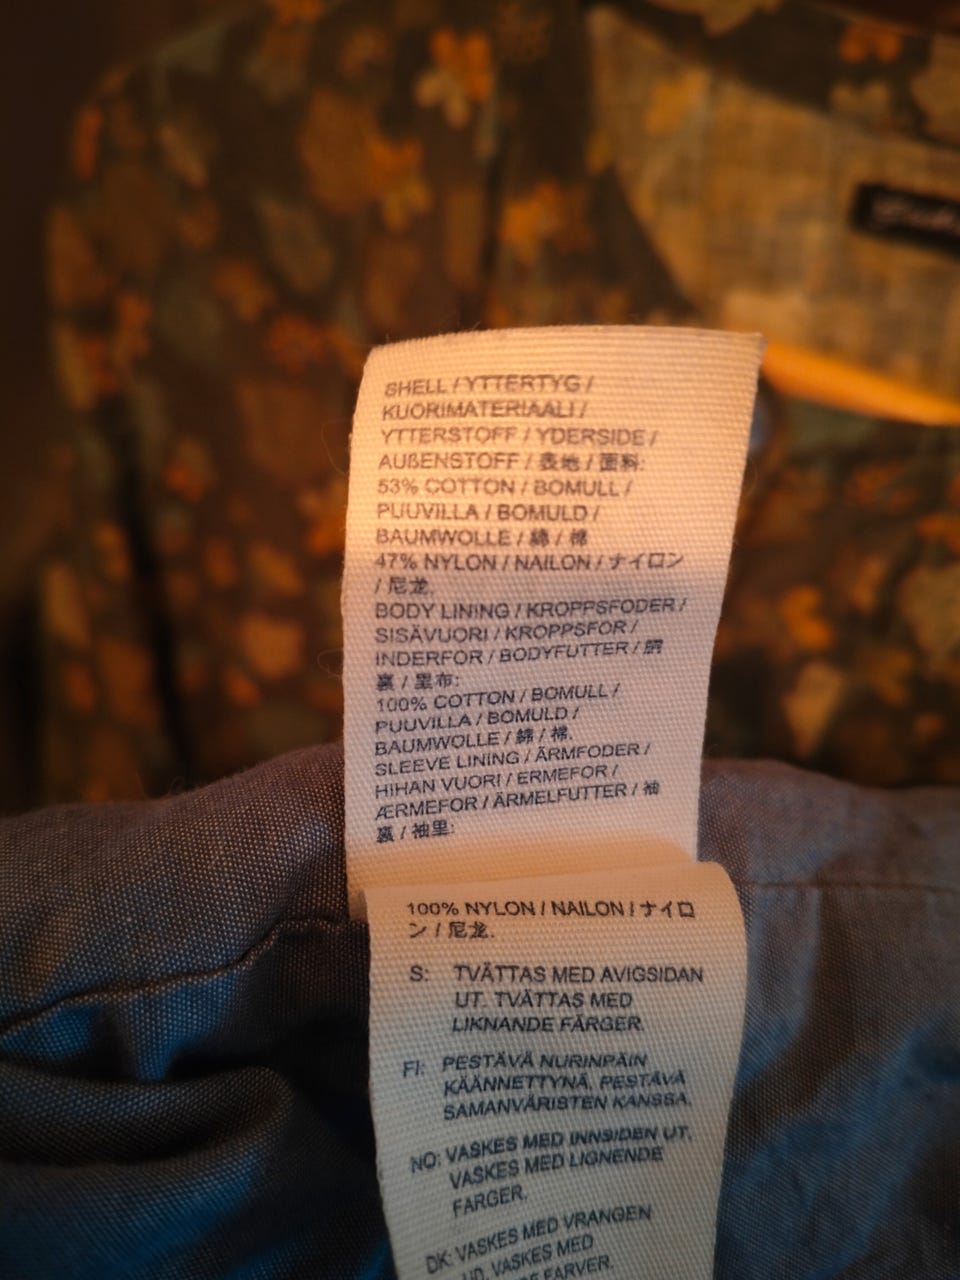 SHELL / YTTERTYG /
KUORIMATERIAALI /
YTTERSTOFF / YDERSIDE /
AUßENSTOFF / 表地 / 面料:
53% COTTON / BOMULL /
PUUVILLA / BOMULD /
BAUMWOLLE / 綿 / 棉
47% NYLON / NAILON / ナイロン
/ 尼龙.
BODY LINING / KROPPSFODER /
SISÄVUORI / KROPPSFOR /
INDERFOR / BODYFUTTER / 胴
裏 / 里布:
100% COTTON / BOMULL /
PUUVILLA / BOMULD /
BAUMWOLLE / 綿 / 棉.
SLEEVE LINING / ÄRMFODER /
HIHAN VUORI / ERMEFOR /
ÆRMEFOR / ÄRMELFUTTER / 袖
裏 / 袖里:
100% NYLON / NAILON / ナイロ
ン / 尼龙.
S: TVÄTTAS MED AVIGSIDAN
UT. TVÄTTAS MED
LIKNANDE FÄRGER.
FI: PESTÄVÄ NURINPÄIN
KÄÄNNETTYNÄ. PESTÄVÄ
SAMANVÄRISTEN KANSSA.
NO: VASKES MED INNSIDEN UT.
VASKES MED LIGNENDE
FARGER.
DK: VASKES MED VRANGEN
UD. VASKES MED
FARVER.